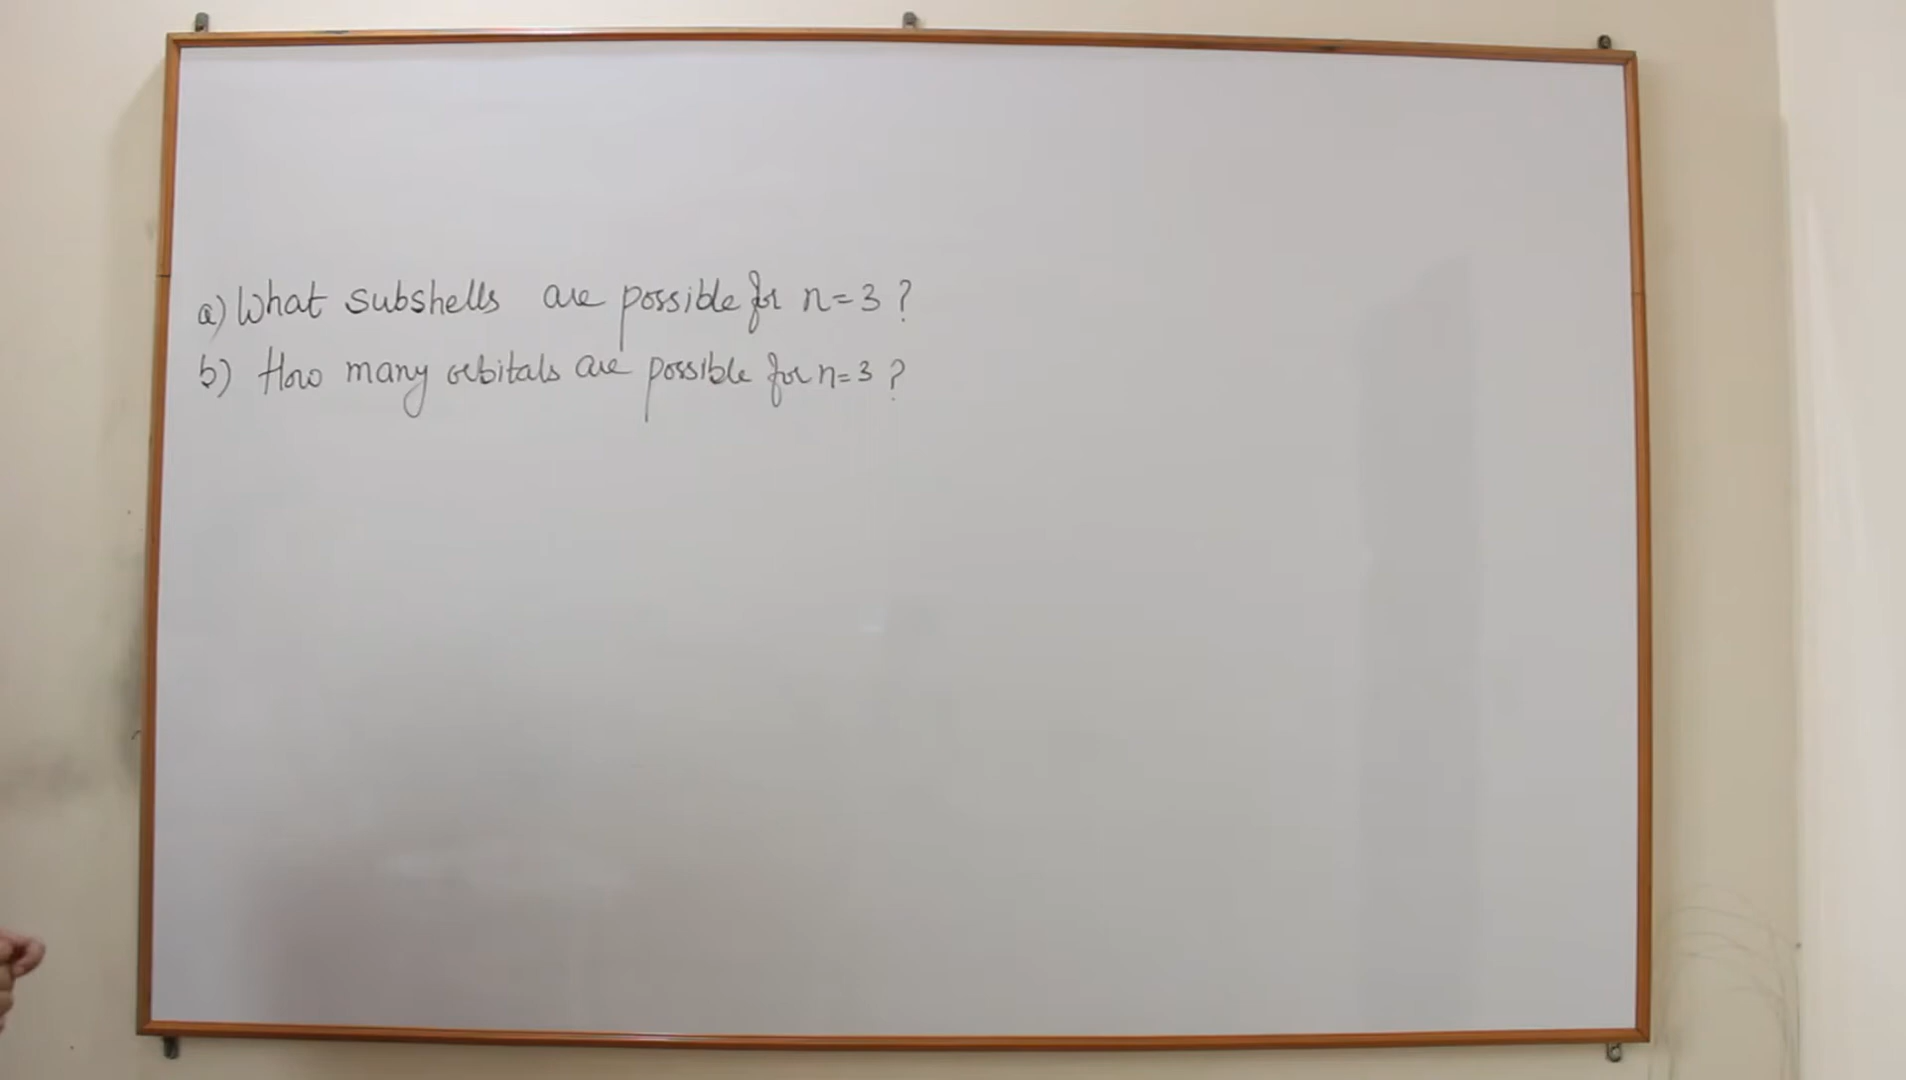 a) What subshells are possible for n=3 ?
b) How many orbitals are possible for n=3 ?